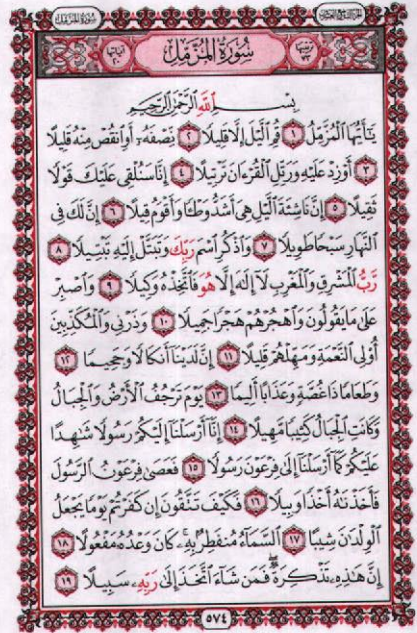 سُورَةُ المُزَّمِّل
بِسْمِ ٱللَّهِ ٱلرَّحْمَٰنِ ٱلرَّحِيمِ
يَٰٓأَيُّهَا ٱلْمُزَّمِّلُ ١ قُمِ ٱلَّيْلَ إِلَّا قَلِيلًا ٢ نِّصْفَهُۥٓ أَوِ ٱنقُصْ مِنْهُ قَلِيلًا
٣ أَوْ زِدْ عَلَيْهِ وَرَتِّلِ ٱلْقُرْءَانَ تَرْتِيلًا ٤ إِنَّا سَنُلْقِى عَلَيْكَ قَوْلًا
ثَقِيلًا ٥ إِنَّ نَاشِئَةَ ٱلَّيْلِ هِىَ أَشَدُّ وَطْـًٔا وَأَقْوَمُ قِيلًا ٦ إِنَّ لَكَ فِى
ٱلنَّهَارِ سَبْحًا طَوِيلًا ٧ وَٱذْكُرِ ٱسْمَ رَبِّكَ وَتَبَتَّلْ إِلَيْهِ تَبْتِيلًا ٨
رَّبُّ ٱلْمَشْرِقِ وَٱلْمَغْرِبِ لَآ إِلَٰهَ إِلَّا هُوَ فَٱتَّخِذْهُ وَكِيلًا ٩ وَٱصْبِرْ
عَلَىٰ مَا يَقُولُونَ وَٱهْجُرْهُمْ هَجْرًا جَمِيلًا ١٠ وَذَرْنِى وَٱلْمُكَذِّبِينَ
أُو۟لِى ٱلنَّعْمَةِ وَمَهِّلْهُمْ قَلِيلًا ١١ إِنَّ لَدَيْنَآ أَنكَالًا وَجَحِيمًا ١٢
وَطَعَامًا ذَا غُصَّةٍ وَعَذَابًا أَلِيمًا ١٣ يَوْمَ تَرْجُفُ ٱلْأَرْضُ وَٱلْجِبَالُ
وَكَانَتِ ٱلْجِبَالُ كَثِيبًا مَّهِيلًا ١٤ إِنَّآ أَرْسَلْنَآ إِلَيْكُمْ رَسُولًا شَٰهِدًا
عَلَيْكُمْ كَمَآ أَرْسَلْنَآ إِلَىٰ فِرْعَوْنَ رَسُولًا ١٥ فَعَصَىٰ فِرْعَوْنُ ٱلرَّسُولَ
فَأَخَذْنَٰهُ أَخْذًا وَبِيلًا ١٦ فَكَيْفَ تَتَّقُونَ إِن كَفَرْتُمْ يَوْمًا يَجْعَلُ
ٱلْوِلْدَٰنَ شِيبًا ١٧ ٱلسَّمَآءُ مُنفَطِرٌۢ بِهِۦ كَانَ وَعْدُهُۥ مَفْعُولًا ١٨
إِنَّ هَٰذِهِۦ تَذْكِرَةٌ فَمَن شَآءَ ٱتَّخَذَ إِلَىٰ رَبِّهِۦ سَبِيلًا ١٩
٥٧٤